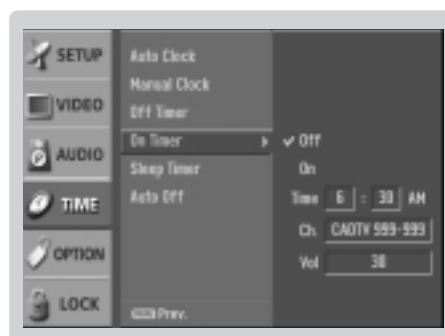 SETUP
VIDEO
AUDIO
TIME
OPTION
LOCK
Auto Clock
Manual Clock
Off Timer
On Timer
Sleep Timer
Auto Off
Prev.
✓ Off
On
Time 6 : 30 AM
Ch. CADTV 999-999
Vol 30